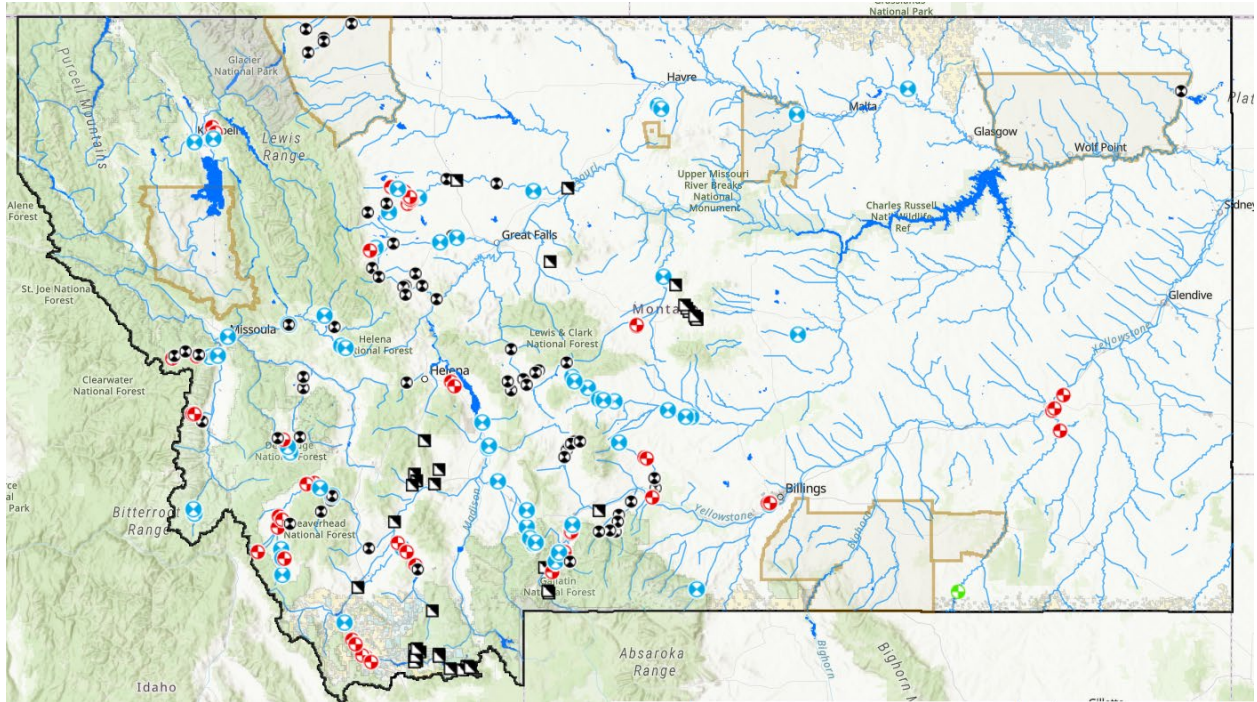 Grasslands
National Park
Glacier
National Park
Purcell Mountains
Havre
Malta
Glasgow
Wolf Point
Lewis
Range
Upper Missouri
River Breaks
National
Monument
Charles Russell
Natl Wildlife
Ref
Sidney
Alene
Forest
Great Falls
St. Joe National
Forest
Glendive
Missoula
Lewis & Clark
National Forest
Helena
National Forest
Yellowstone
Clearwater
National Forest
Helena
Bitterroot
Range
Madison
Billings
Yellowstone
Bighorn
Beaverhead
National Forest
Gallatin
National Forest
Absaroka
Range
Bighorn
Idaho